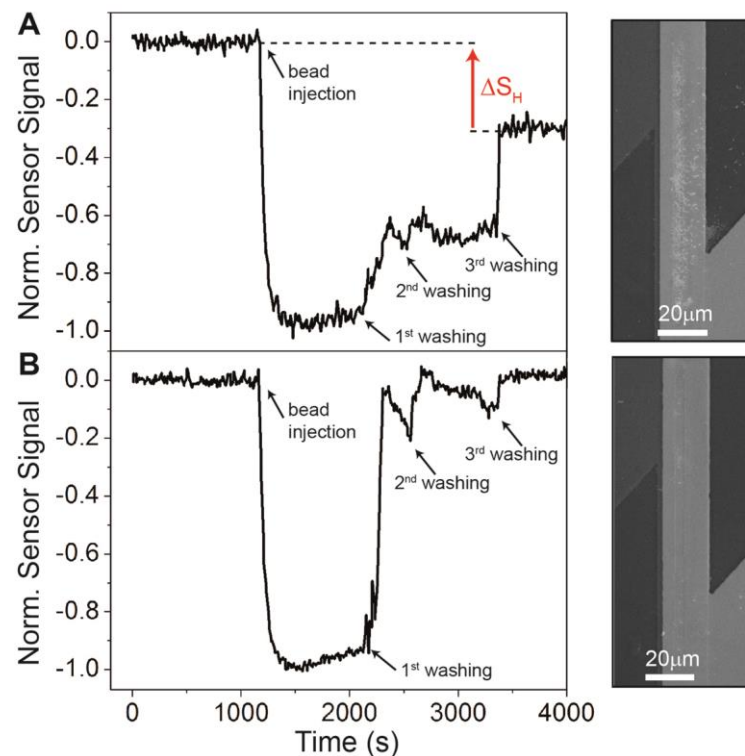 A
0.0
-0.2
-0.4
-0.6
-0.8
-1.0
Norm. Sensor Signal
bead
injection
ΔS_H
3rd washing
2nd washing
1st washing
20μm
B
0.0
-0.2
-0.4
-0.6
-0.8
-1.0
Norm. Sensor Signal
bead
injection
3rd washing
2nd washing
1st washing
20μm
0 1000 2000 3000 4000
Time (s)